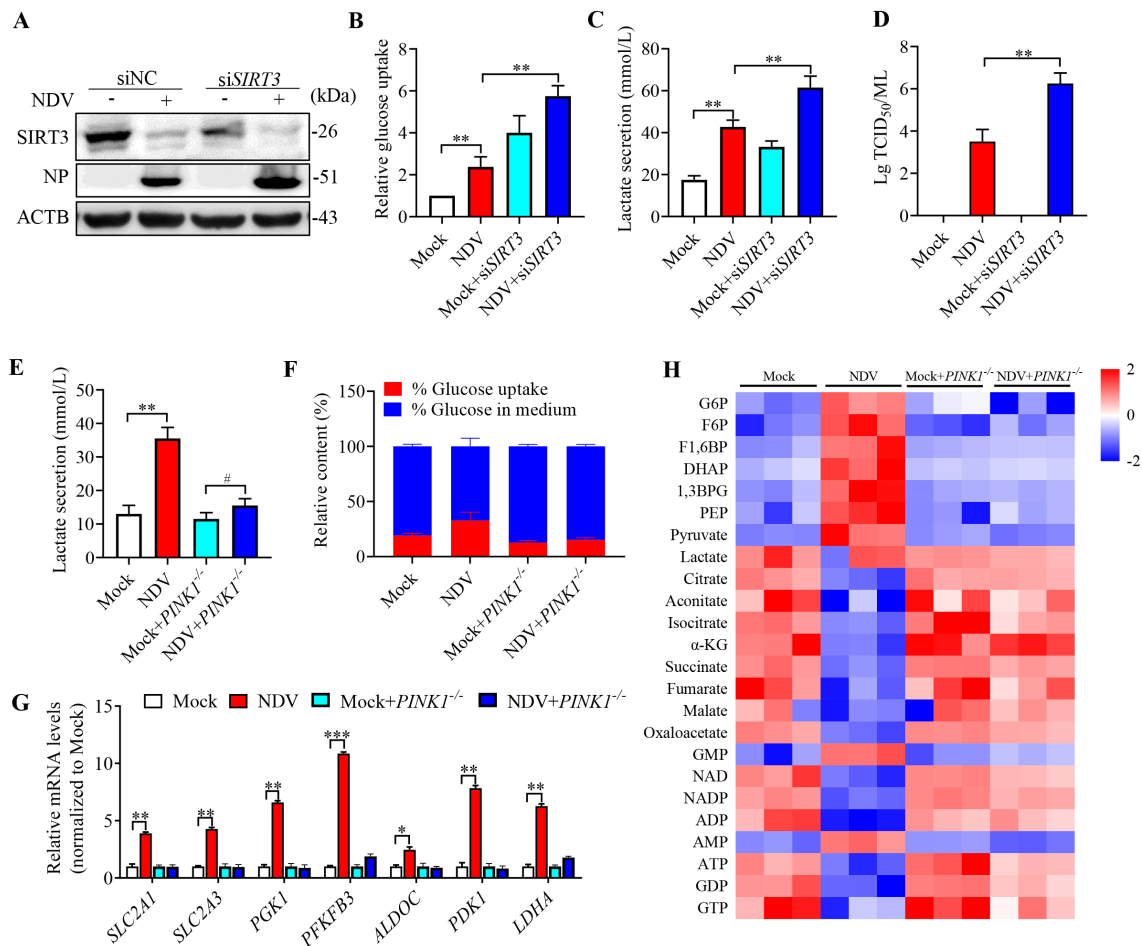 A
siNC
siSIRT3
NDV - + - + (kDa)
SIRT3 -26
NP -51
ACTB -43
B
Relative glucose uptake
8
6
4
2
0
**
**
Mock
NDV
Mock+siSIRT3
NDV+siSIRT3
C
Lactate secretion (mmol/L)
80
60
40
20
0
**
**
Mock
NDV
Mock+siSIRT3
NDV+siSIRT3
D
Lg TCID50/ML
8
6
4
2
0
**
Mock
NDV
Mock+siSIRT3
NDV+siSIRT3
E
Lactate secretion (mmol/L)
50
40
30
20
10
0
**
#
Mock
NDV
Mock+PINK1-/-
NDV+PINK1-/-
F
Relative content (%)
150
100
50
0
% Glucose uptake
% Glucose in medium
Mock
NDV
Mock+PINK1-/-
NDV+PINK1-/-
G
Mock NDV Mock+PINK1-/- NDV+PINK1-/-
Relative mRNA levels
(normalized to Mock)
15
10
5
0
**
**
**
***
*
**
**
SLC2A1
SLC2A3
PGK1
PFKFB3
ALDOC
PDK1
LDHA
H
Mock NDV Mock+PINK1-/- NDV+PINK1-/-
G6P
F6P
F1,6BP
DHAP
1,3BPG
PEP
Pyruvate
Lactate
Citrate
Aconitate
Isocitrate
α-KG
Succinate
Fumarate
Malate
Oxaloacetate
GMP
NAD
NADP
ADP
AMP
ATP
GDP
GTP
2
0
-2